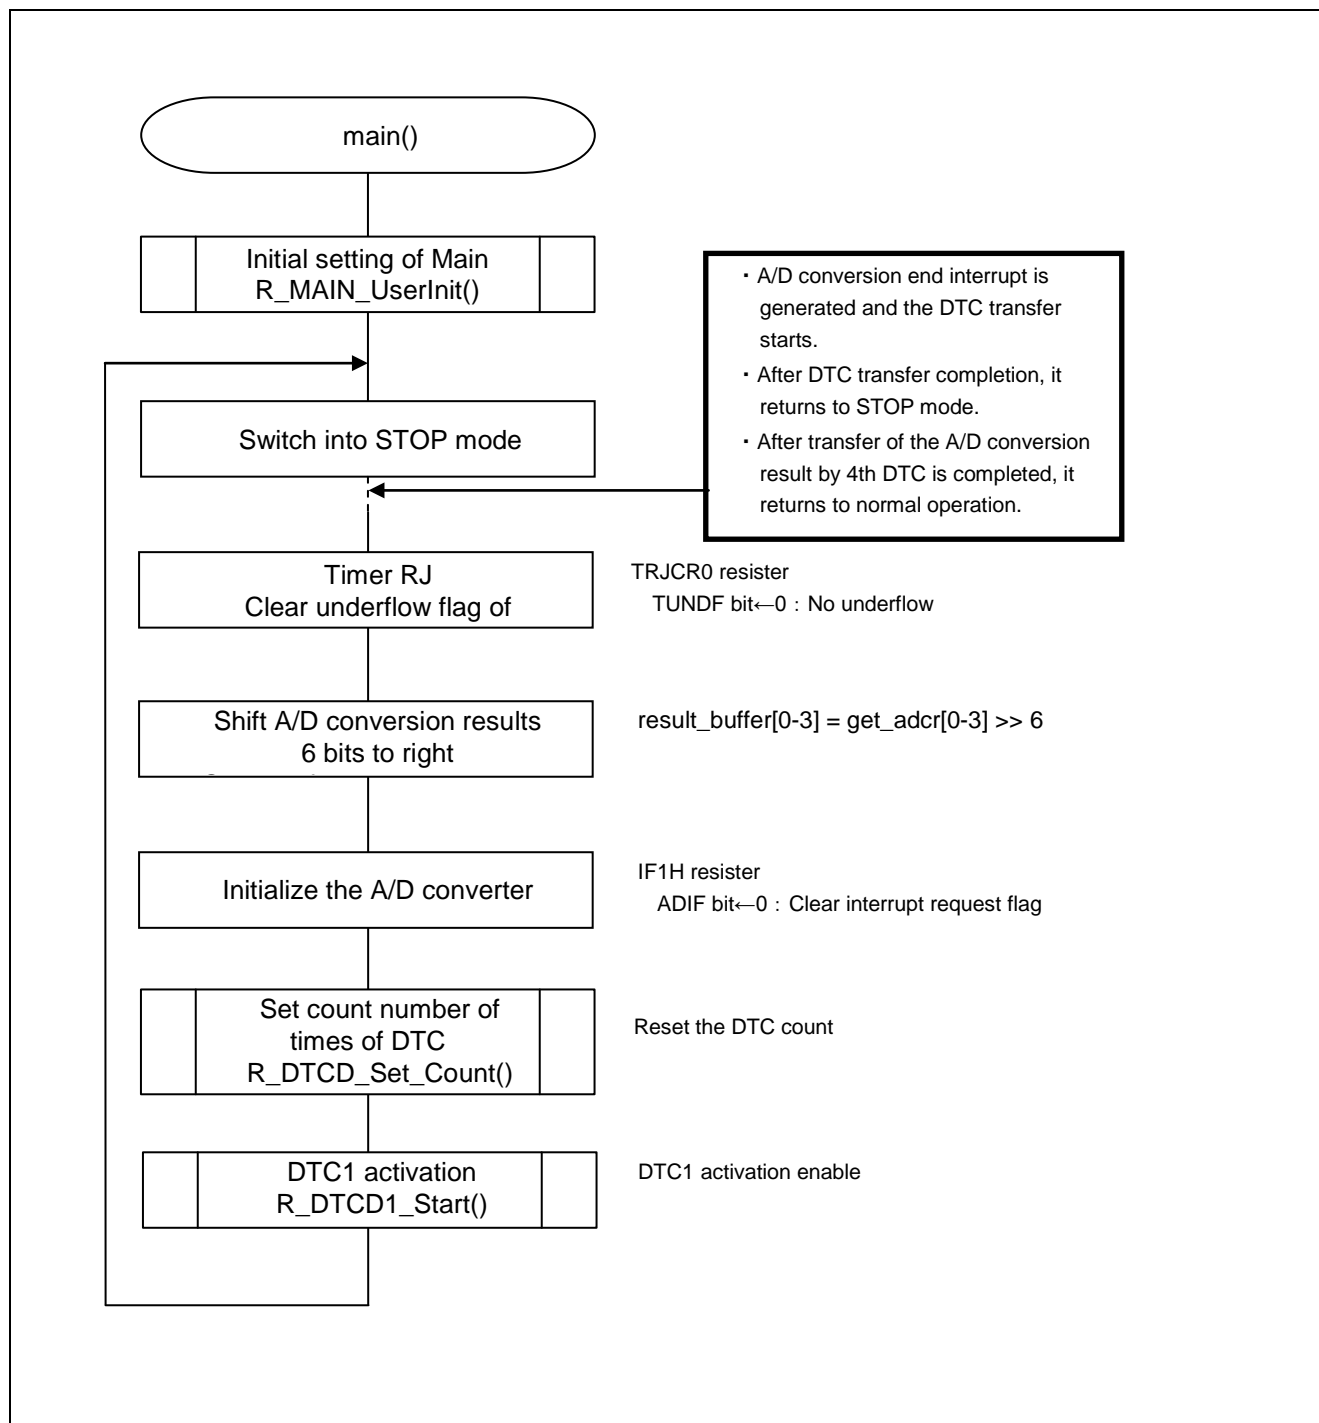 main()
Initial setting of Main
R_MAIN_UserInit()
・A/D conversion end interrupt is
generated and the DTC transfer
starts.
・After DTC transfer completion, it
returns to STOP mode.
・After transfer of the A/D conversion
result by 4th DTC is completed, it
returns to normal operation.
Switch into STOP mode
Timer RJ
Clear underflow flag of
TRJCR0 resister
TUNDF bit←0：No underflow
Shift A/D conversion results
6 bits to right
result_buffer[0-3] = get_adcr[0-3] >> 6
Initialize the A/D converter
IF1H resister
ADIF bit←0：Clear interrupt request flag
Set count number of
times of DTC
R_DTCD_Set_Count()
Reset the DTC count
DTC1 activation
R_DTCD1_Start()
DTC1 activation enable